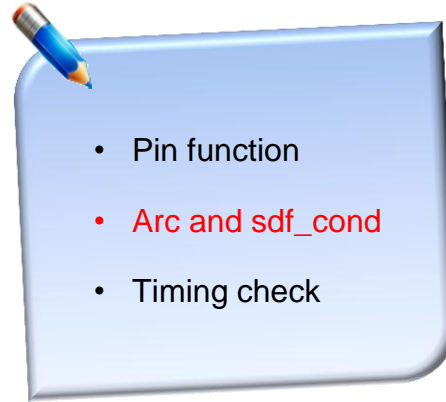 • Pin function
• Arc and sdf_cond
• Timing check